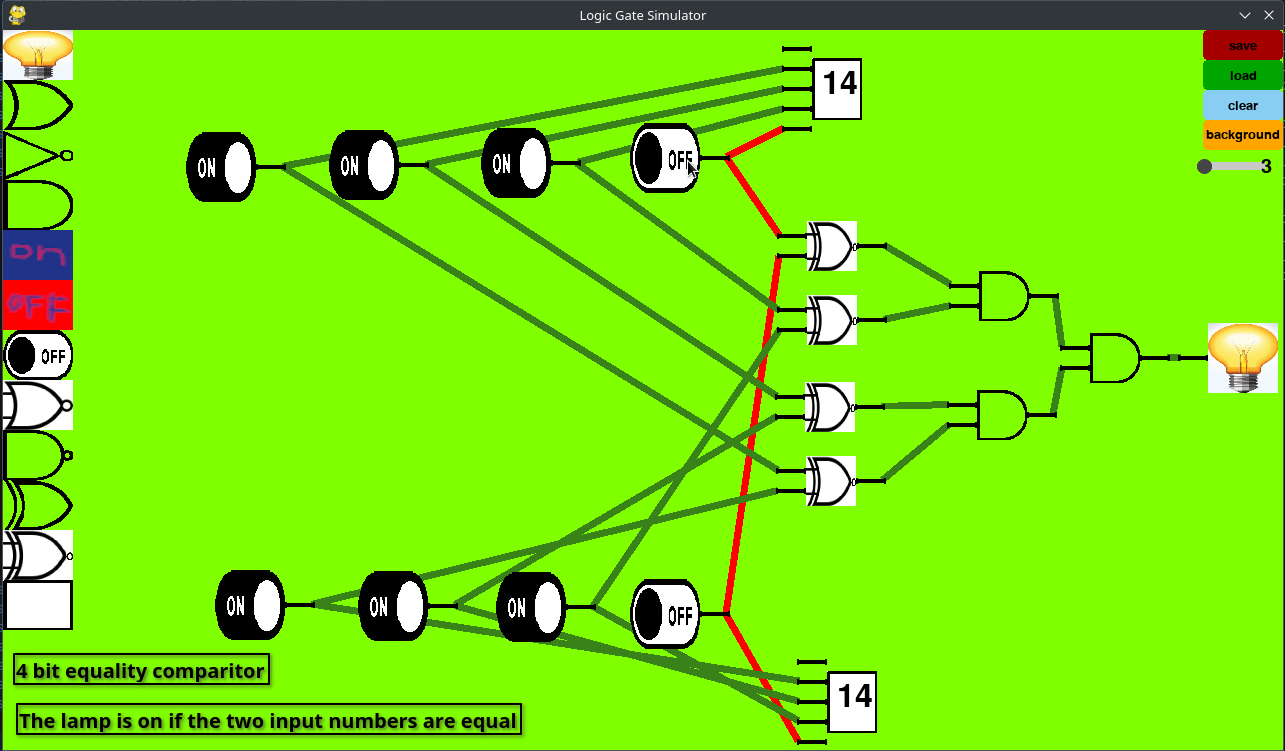 Logic Gate Simulator
save
load
clear
background
3
14
ON
ON
ON
OFF
on
OFF
OFF
ON
ON
ON
OFF
14
4 bit equality comparitor
The lamp is on if the two input numbers are equal